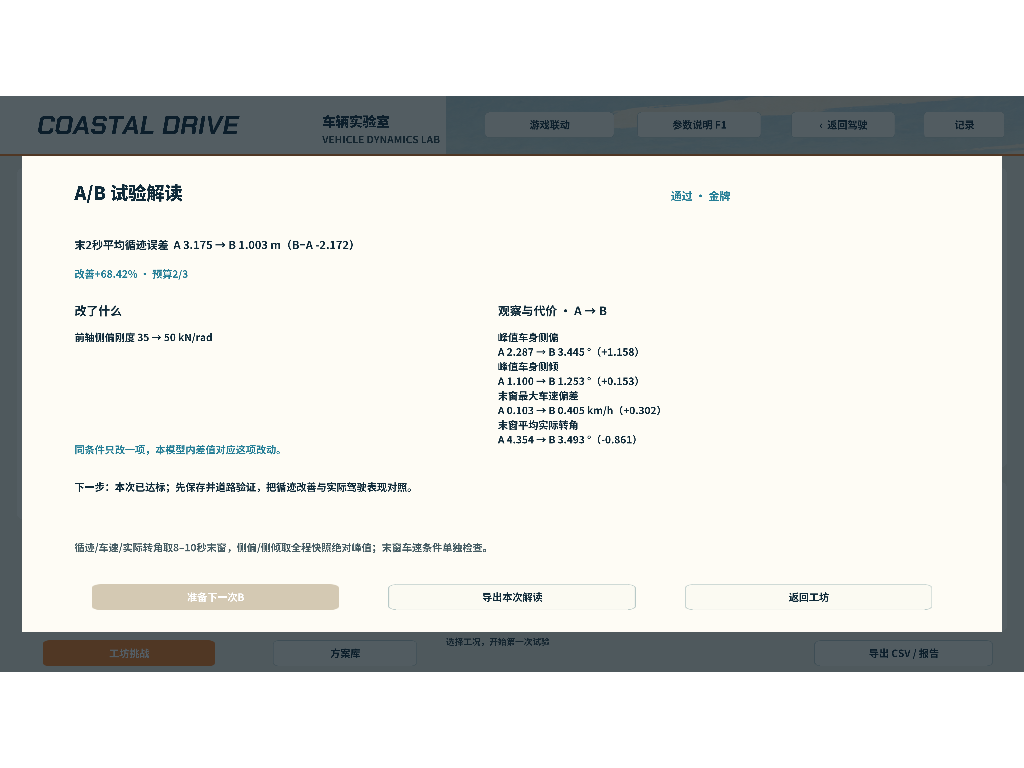 COASTAL DRIVE
车辆实验室
VEHICLE DYNAMICS LAB
游戏联动
参数说明 F1
‹ 返回驾驶
记录
A/B 试验解读
通过 · 金牌
末2秒平均循迹误差 A 3.175 → B 1.003 m（B−A -2.172）
改善+68.42% · 预算2/3
改了什么
前轴侧偏刚度 35 → 50 kN/rad
同条件只改一项，本模型内差值对应这项改动。
观察与代价 · A → B
峰值车身侧偏
A 2.287 → B 3.445 °（+1.158）
峰值车身侧倾
A 1.100 → B 1.253 °（+0.153）
末窗最大车速偏差
A 0.103 → B 0.405 km/h（+0.302）
末窗平均实际转角
A 4.354 → B 3.493 °（-0.861）
下一步：本次已达标；先保存并道路验证，把循迹改善与实际驾驶表现对照。
循迹/车速/实际转角取8–10秒末窗，侧偏/侧倾取全程快照绝对峰值；末窗车速条件单独检查。
准备下一次B
导出本次解读
返回工坊
工坊挑战
方案库
选择工况，开始第一次试验
导出 CSV / 报告